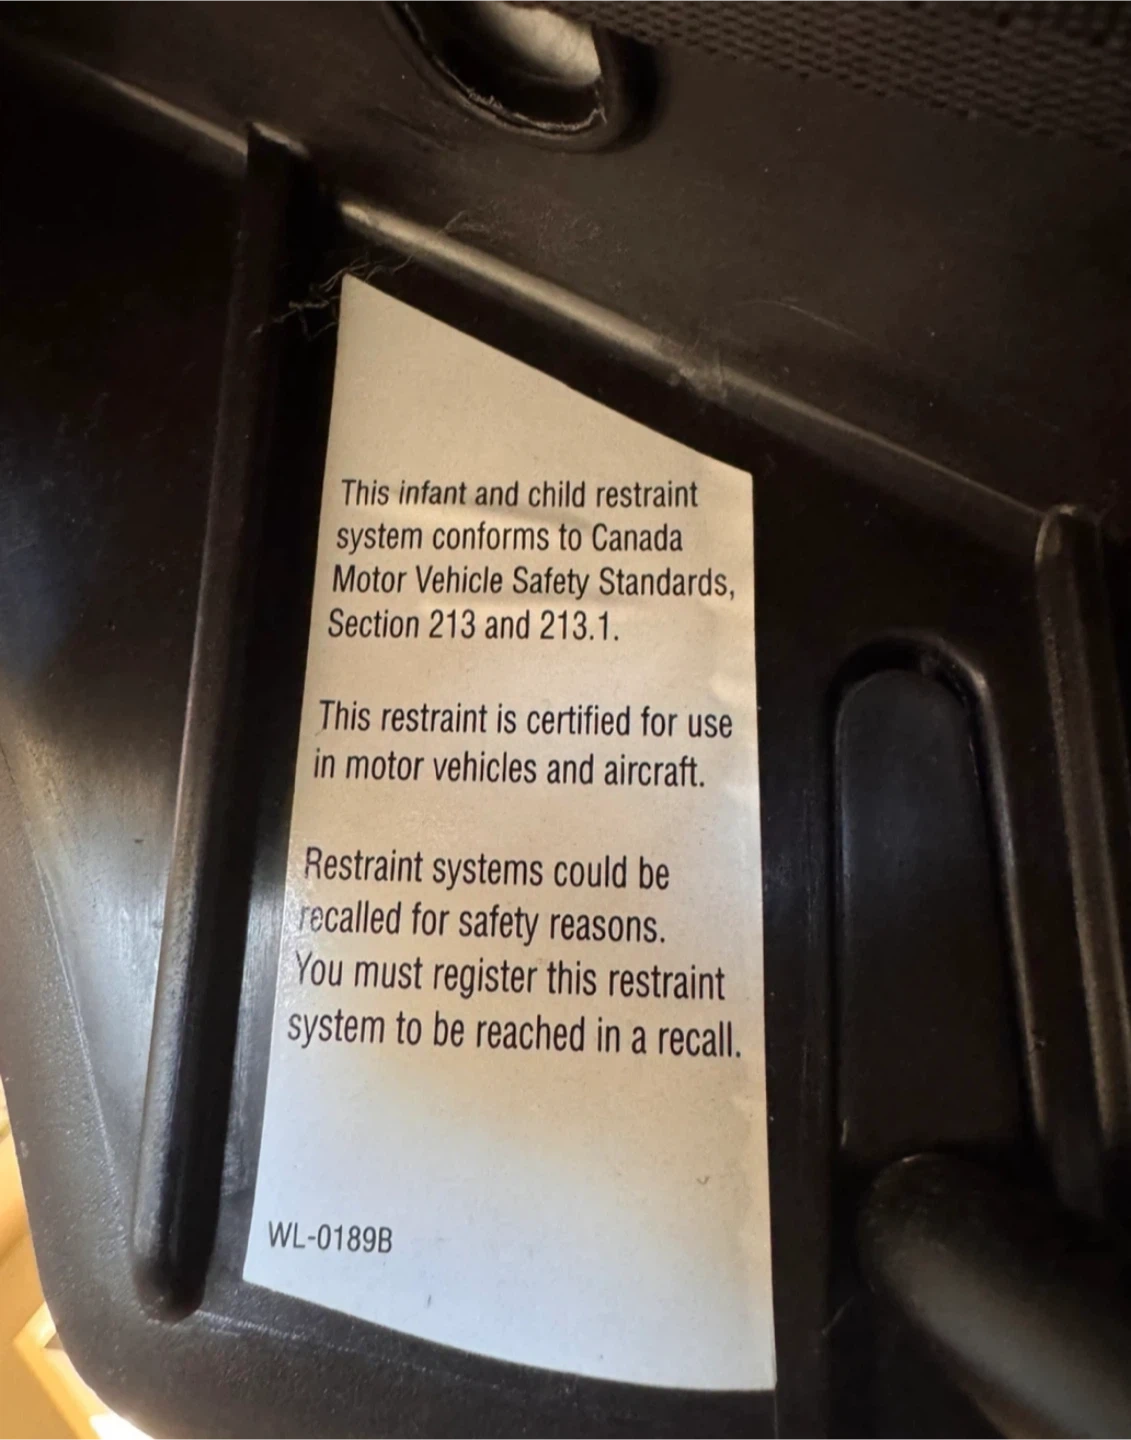 This infant and child restraint
system conforms to Canada
Motor Vehicle Safety Standards,
Section 213 and 213.1.
This restraint is certified for use
in motor vehicles and aircraft.
Restraint systems could be
recalled for safety reasons.
You must register this restraint
system to be reached in a recall.
WL-0189B